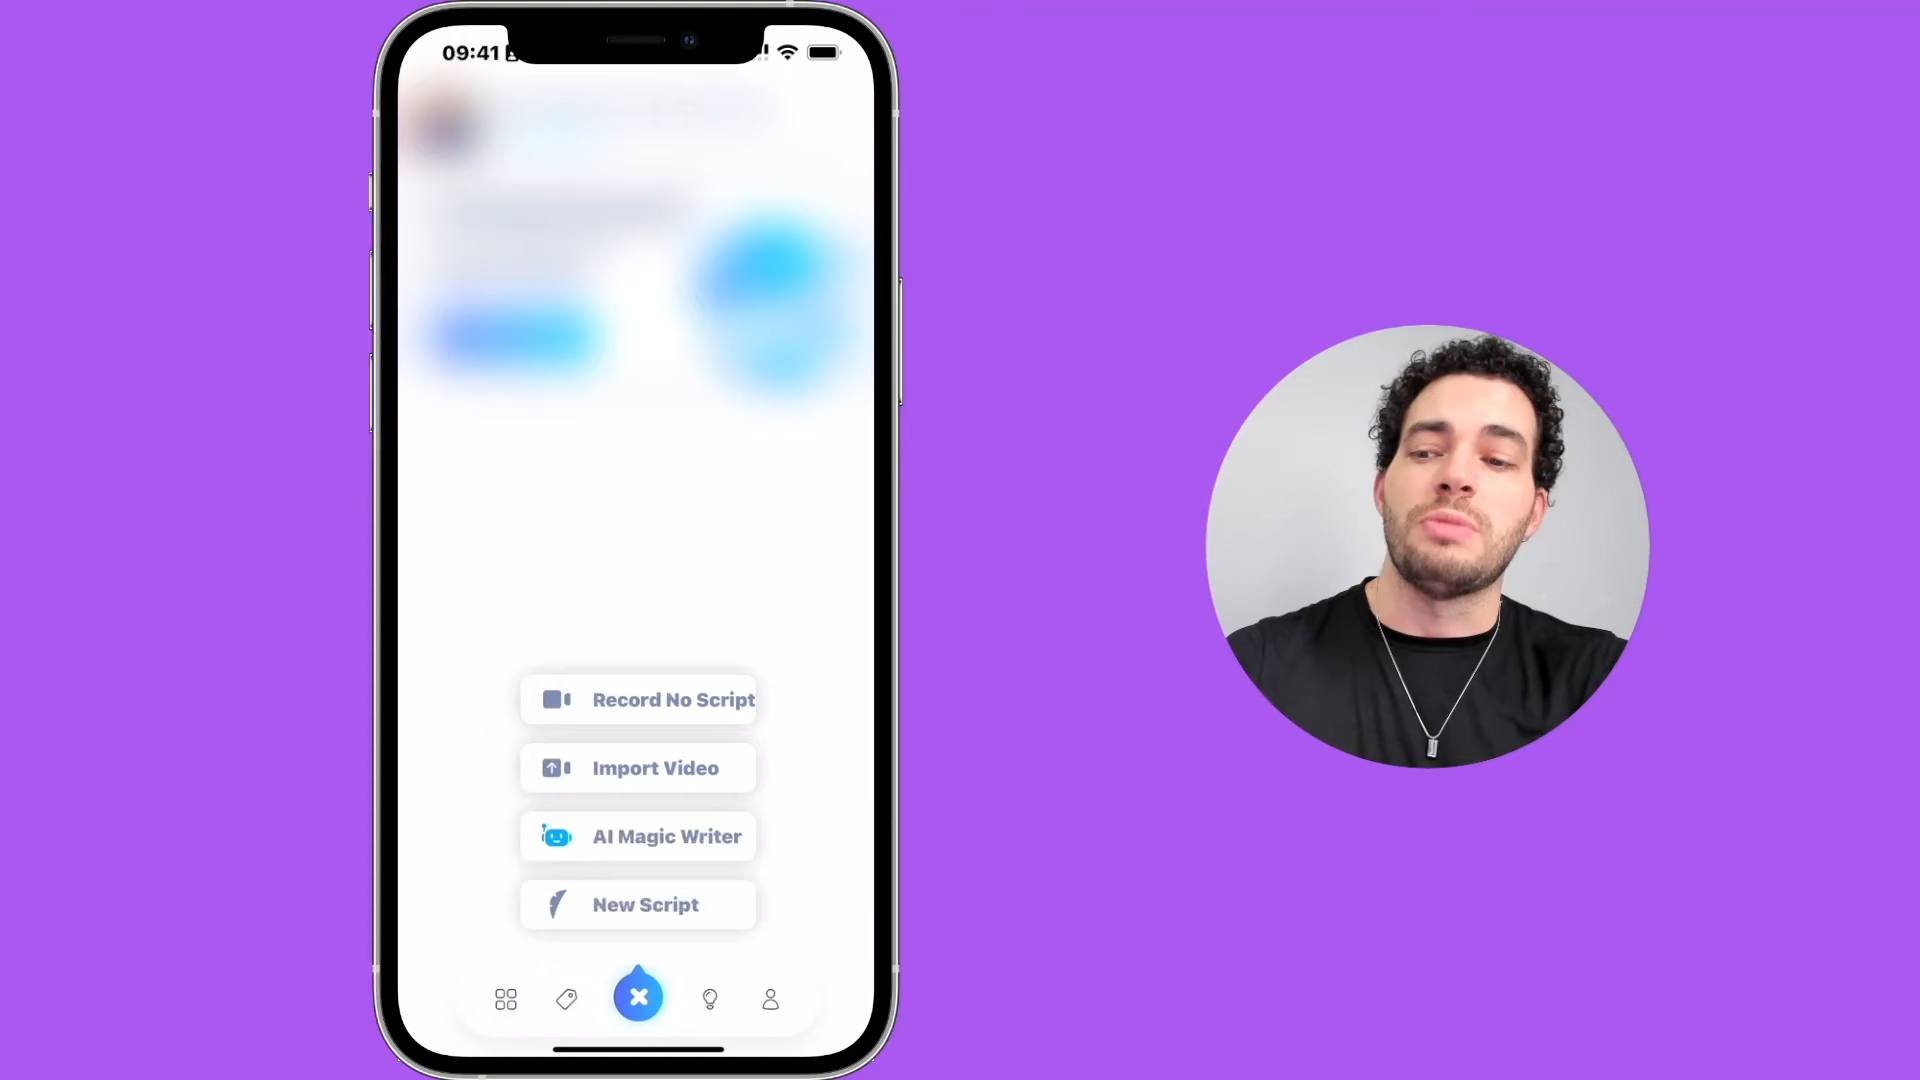 09:41
Record No Script
Import Video
AI Magic Writer
New Script